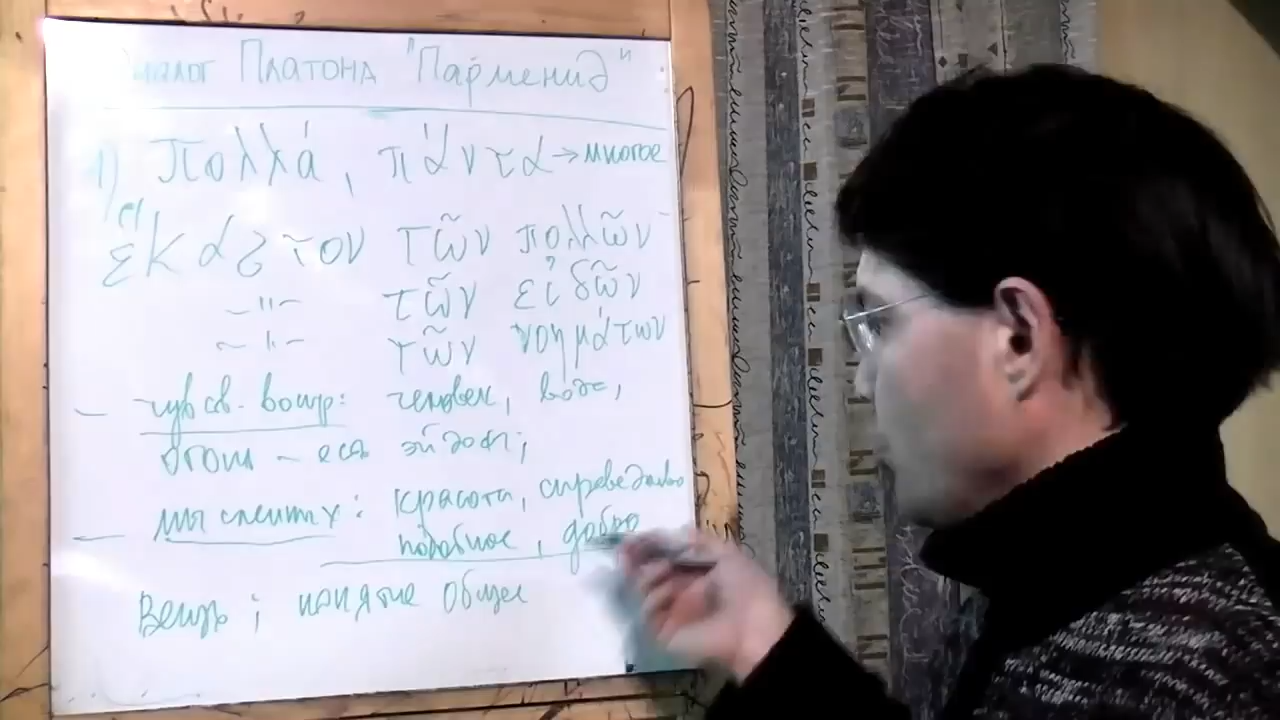 Диалог Платона "Парменид"
1) πολλά, πάντα → многое
ἕκαστον τῶν πολλῶν
–"– τῶν εἰδῶν
–"– τῶν νοημάτων
– чувств. воспр: человек, вода,
огонь – есть эйдосы;
– мыслимых: красота, справедливо
подобное, добро
Вещь; понятие общее